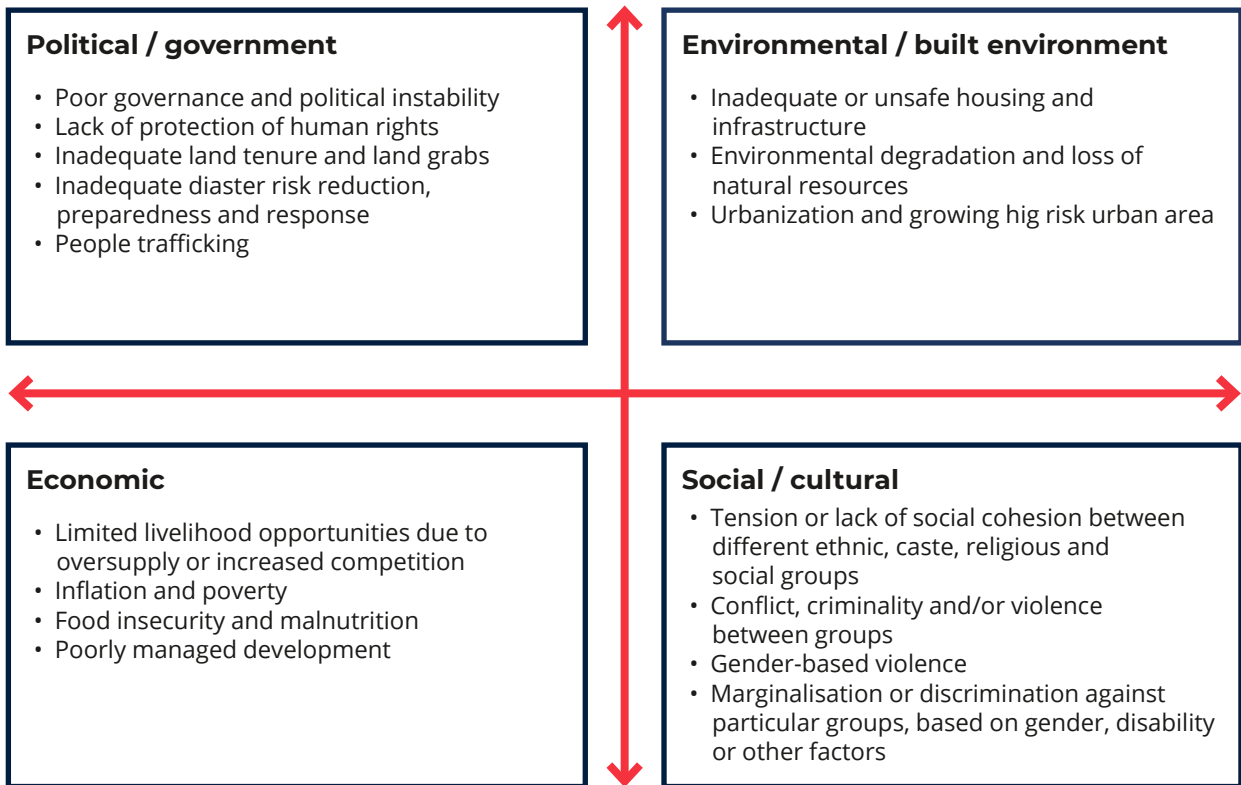 Political / government
• Poor governance and political instability
• Lack of protection of human rights
• Inadequate land tenure and land grabs
• Inadequate diaster risk reduction,
preparedness and response
• People trafficking
Environmental / built environment
• Inadequate or unsafe housing and
infrastructure
• Environmental degradation and loss of
natural resources
• Urbanization and growing hig risk urban area
Economic
• Limited livelihood opportunities due to
oversupply or increased competition
• Inflation and poverty
• Food insecurity and malnutrition
• Poorly managed development
Social / cultural
• Tension or lack of social cohesion between
different ethnic, caste, religious and
social groups
• Conflict, criminality and/or violence
between groups
• Gender-based violence
• Marginalisation or discrimination against
particular groups, based on gender, disability
or other factors